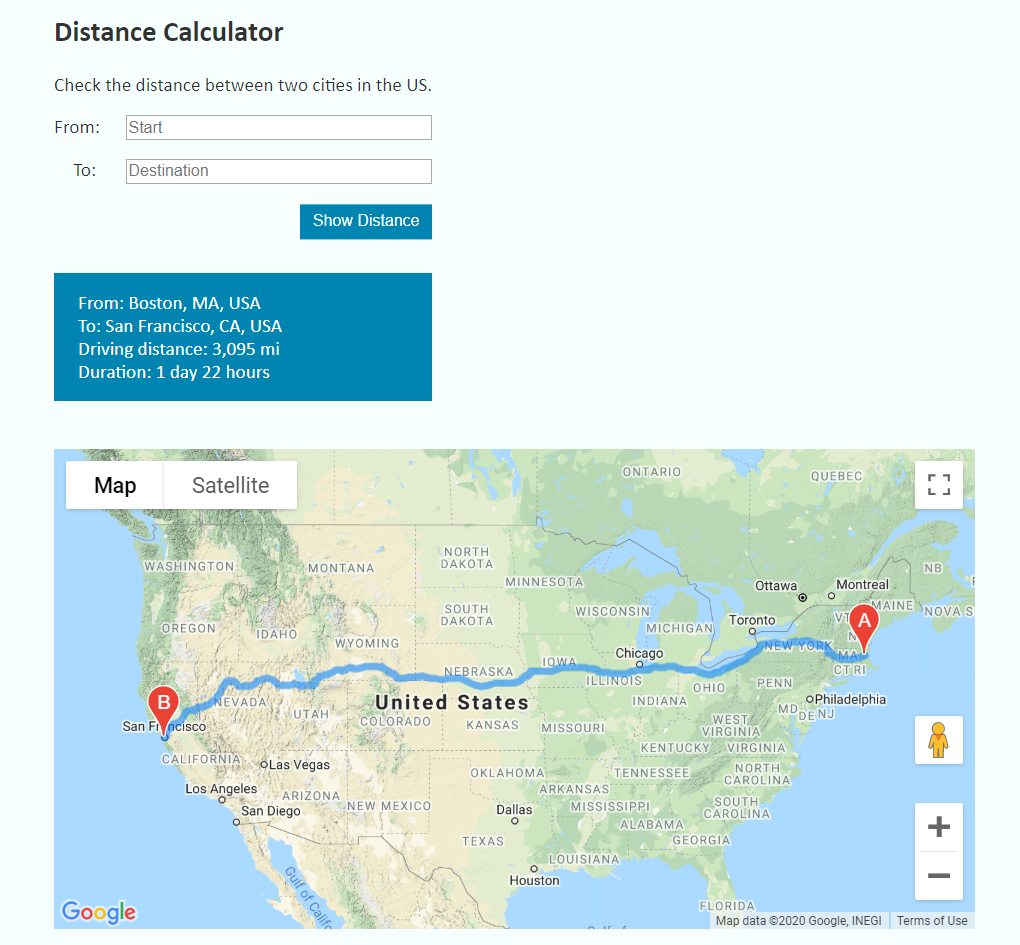 Distance Calculator
Check the distance between two cities in the US.
From: Start
To: Destination
Show Distance
From: Boston, MA, USA
To: San Francisco, CA, USA
Driving distance: 3,095 mi
Duration: 1 day 22 hours
Map Satellite
ONTARIO
QUEBEC
WASHINGTON
MONTANA
NORTH
DAKOTA
MINNESOTA
NB
Ottawa
Montreal
MAINE
NOVA S
OREGON
IDAHO
SOUTH
DAKOTA
WISCONSIN
MICHIGAN
Toronto
VT
N
A
WYOMING
NEW YORK
MA
Chicago
IOWA
NEBRASKA
ILLINOIS
CT RI
OHIO
PENN
B
NEVADA
United States
INDIANA
Philadelphia
MD
DE NJ
UTAH
COLORADO
KANSAS
MISSOURI
WEST
VIRGINIA
San Francisco
KENTUCKY
VIRGINIA
CALIFORNIA
Las Vegas
OKLAHOMA
TENNESSEE
NORTH
CAROLINA
Los Angeles
ARIZONA
NEW MEXICO
ARKANSAS
MISSISSIPPI
SOUTH
CAROLINA
San Diego
Dallas
ALABAMA
TEXAS
GEORGIA
LOUISIANA
Houston
Gulf of Califo
FLORIDA
Google
Map data ©2020 Google, INEGI Terms of Use